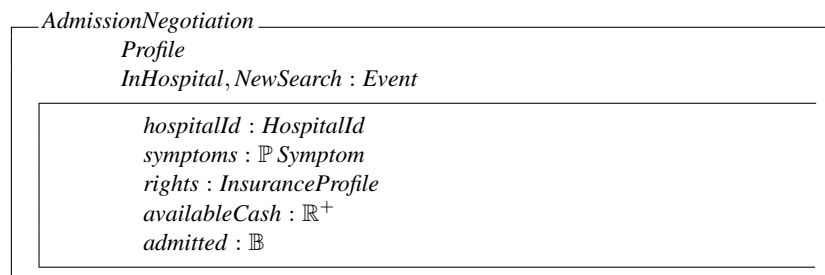 AdmissionNegotiation
Profile
InHospital, NewSearch : Event
hospitalId : HospitalId
symptoms : ℙ Symptom
rights : InsuranceProfile
availableCash : ℝ⁺
admitted : 𝔹